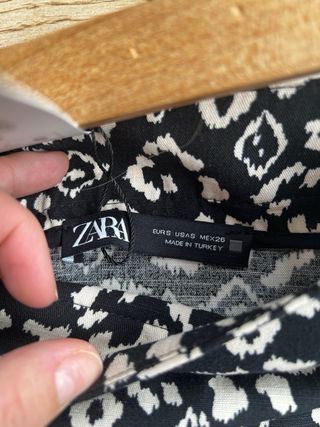 ZARA
EUR S USA S MEX 26
MADE IN TURKEY